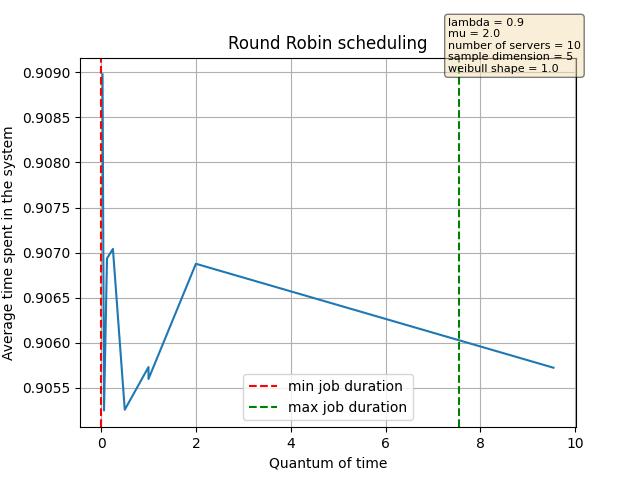 lambda = 0.9
mu = 2.0
number of servers = 10
sample dimension = 5
weibull shape = 1.0
Round Robin scheduling
Average time spent in the system
0.9090
0.9085
0.9080
0.9075
0.9070
0.9065
0.9060
0.9055
min job duration
max job duration
0 2 4 6 8 10
Quantum of time